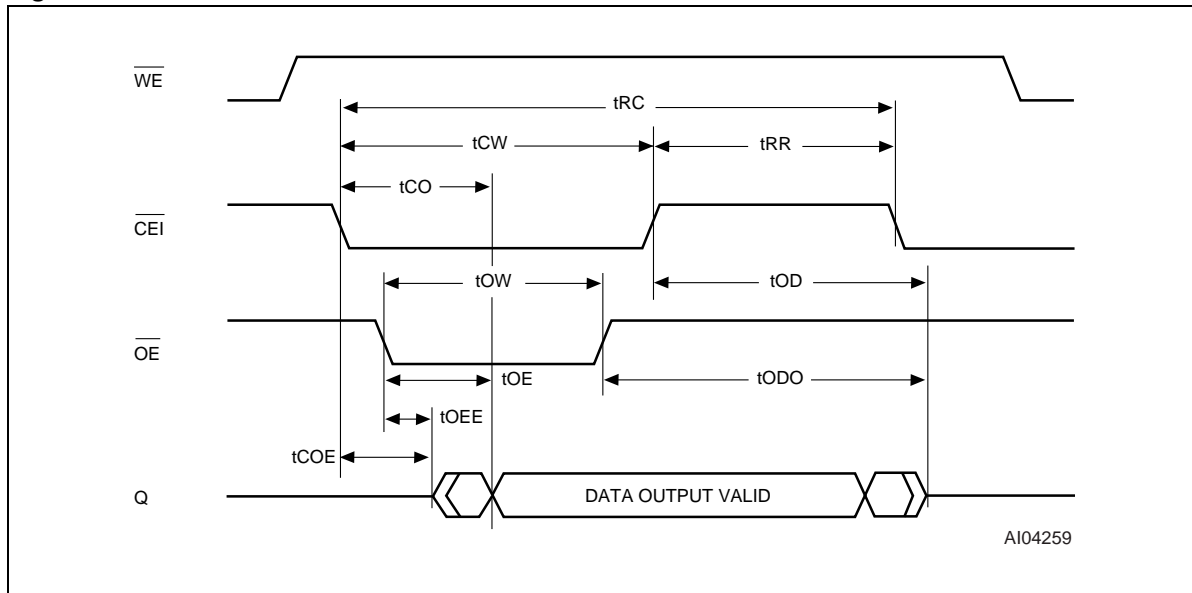 WE
tRC
tCW
tRR
tCO
CEI
tOW
tOD
OE
tOE
tODO
tOEE
tCOE
Q
DATA OUTPUT VALID
AI04259